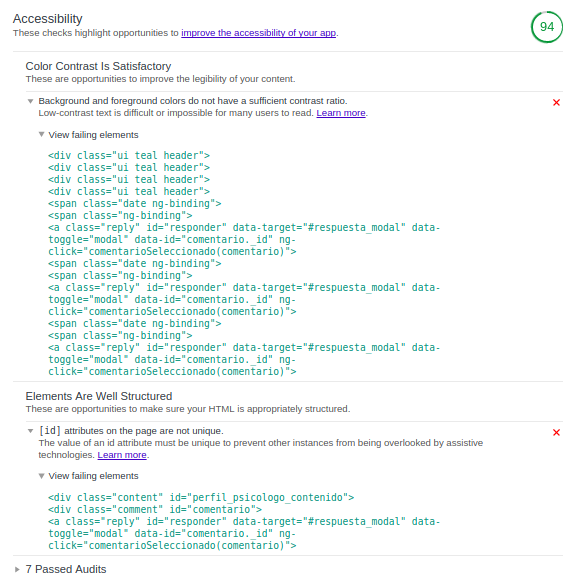 Accessibility
These checks highlight opportunities to improve the accessibility of your app.
94
Color Contrast Is Satisfactory
These are opportunities to improve the legibility of your content.
Background and foreground colors do not have a sufficient contrast ratio.
Low-contrast text is difficult or impossible for many users to read. Learn more.
View failing elements
<div class="ui teal header">
<div class="ui teal header">
<div class="ui teal header">
<div class="ui teal header">
<span class="date ng-binding">
<span class="ng-binding">
<a class="reply" id="responder" data-target="#respuesta_modal" data-
toggle="modal" data-id="comentario._id" ng-
click="comentarioSeleccionado(comentario)">
<span class="date ng-binding">
<span class="ng-binding">
<a class="reply" id="responder" data-target="#respuesta_modal" data-
toggle="modal" data-id="comentario._id" ng-
click="comentarioSeleccionado(comentario)">
<span class="date ng-binding">
<span class="ng-binding">
<a class="reply" id="responder" data-target="#respuesta_modal" data-
toggle="modal" data-id="comentario._id" ng-
click="comentarioSeleccionado(comentario)">
Elements Are Well Structured
These are opportunities to make sure your HTML is appropriately structured.
[id] attributes on the page are not unique.
The value of an id attribute must be unique to prevent other instances from being overlooked by assistive
technologies. Learn more.
View failing elements
<div class="content" id="perfil_psicologo_contenido">
<div class="comment" id="comentario">
<a class="reply" id="responder" data-target="#respuesta_modal" data-
toggle="modal" data-id="comentario._id" ng-
click="comentarioSeleccionado(comentario)">
7 Passed Audits